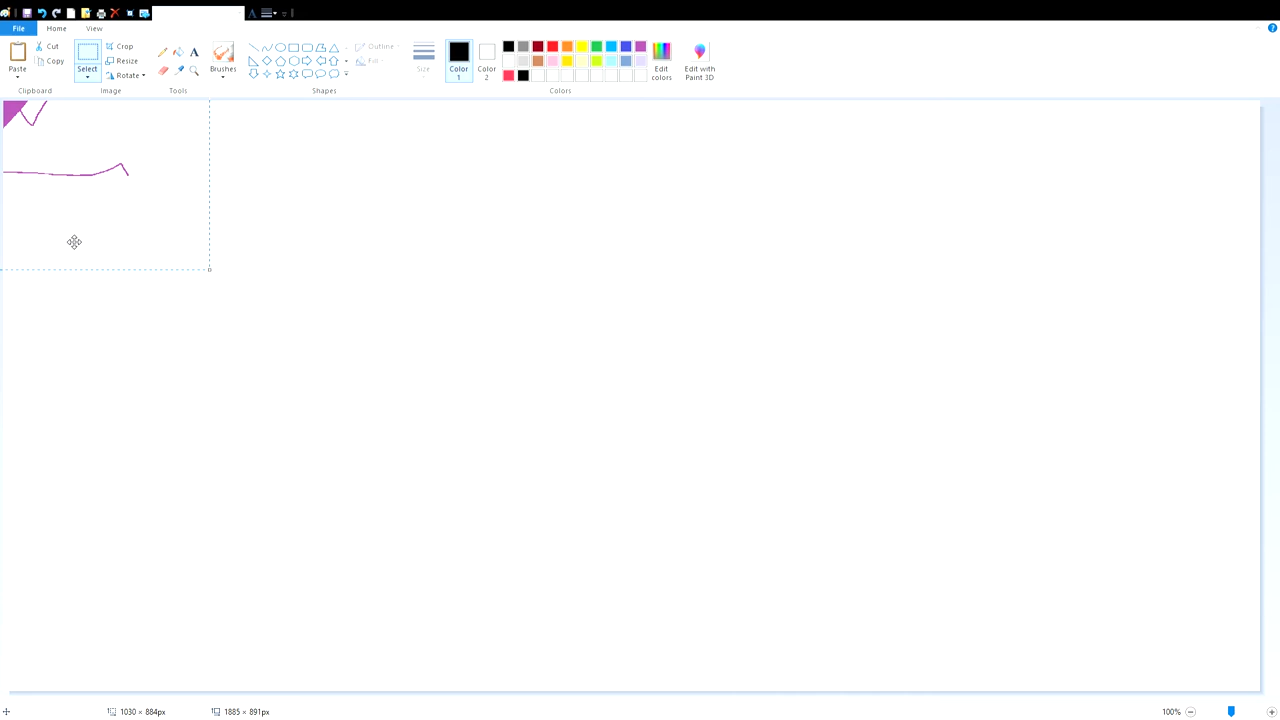 File Home View
Cut Crop Outline
Paste Copy Select Resize Brushes Fill Size Color 1 Color 2 Edit colors Edit with Paint 3D
Rotate
Clipboard Image Tools Shapes Colors
1030 × 884px 1885 × 891px 100%